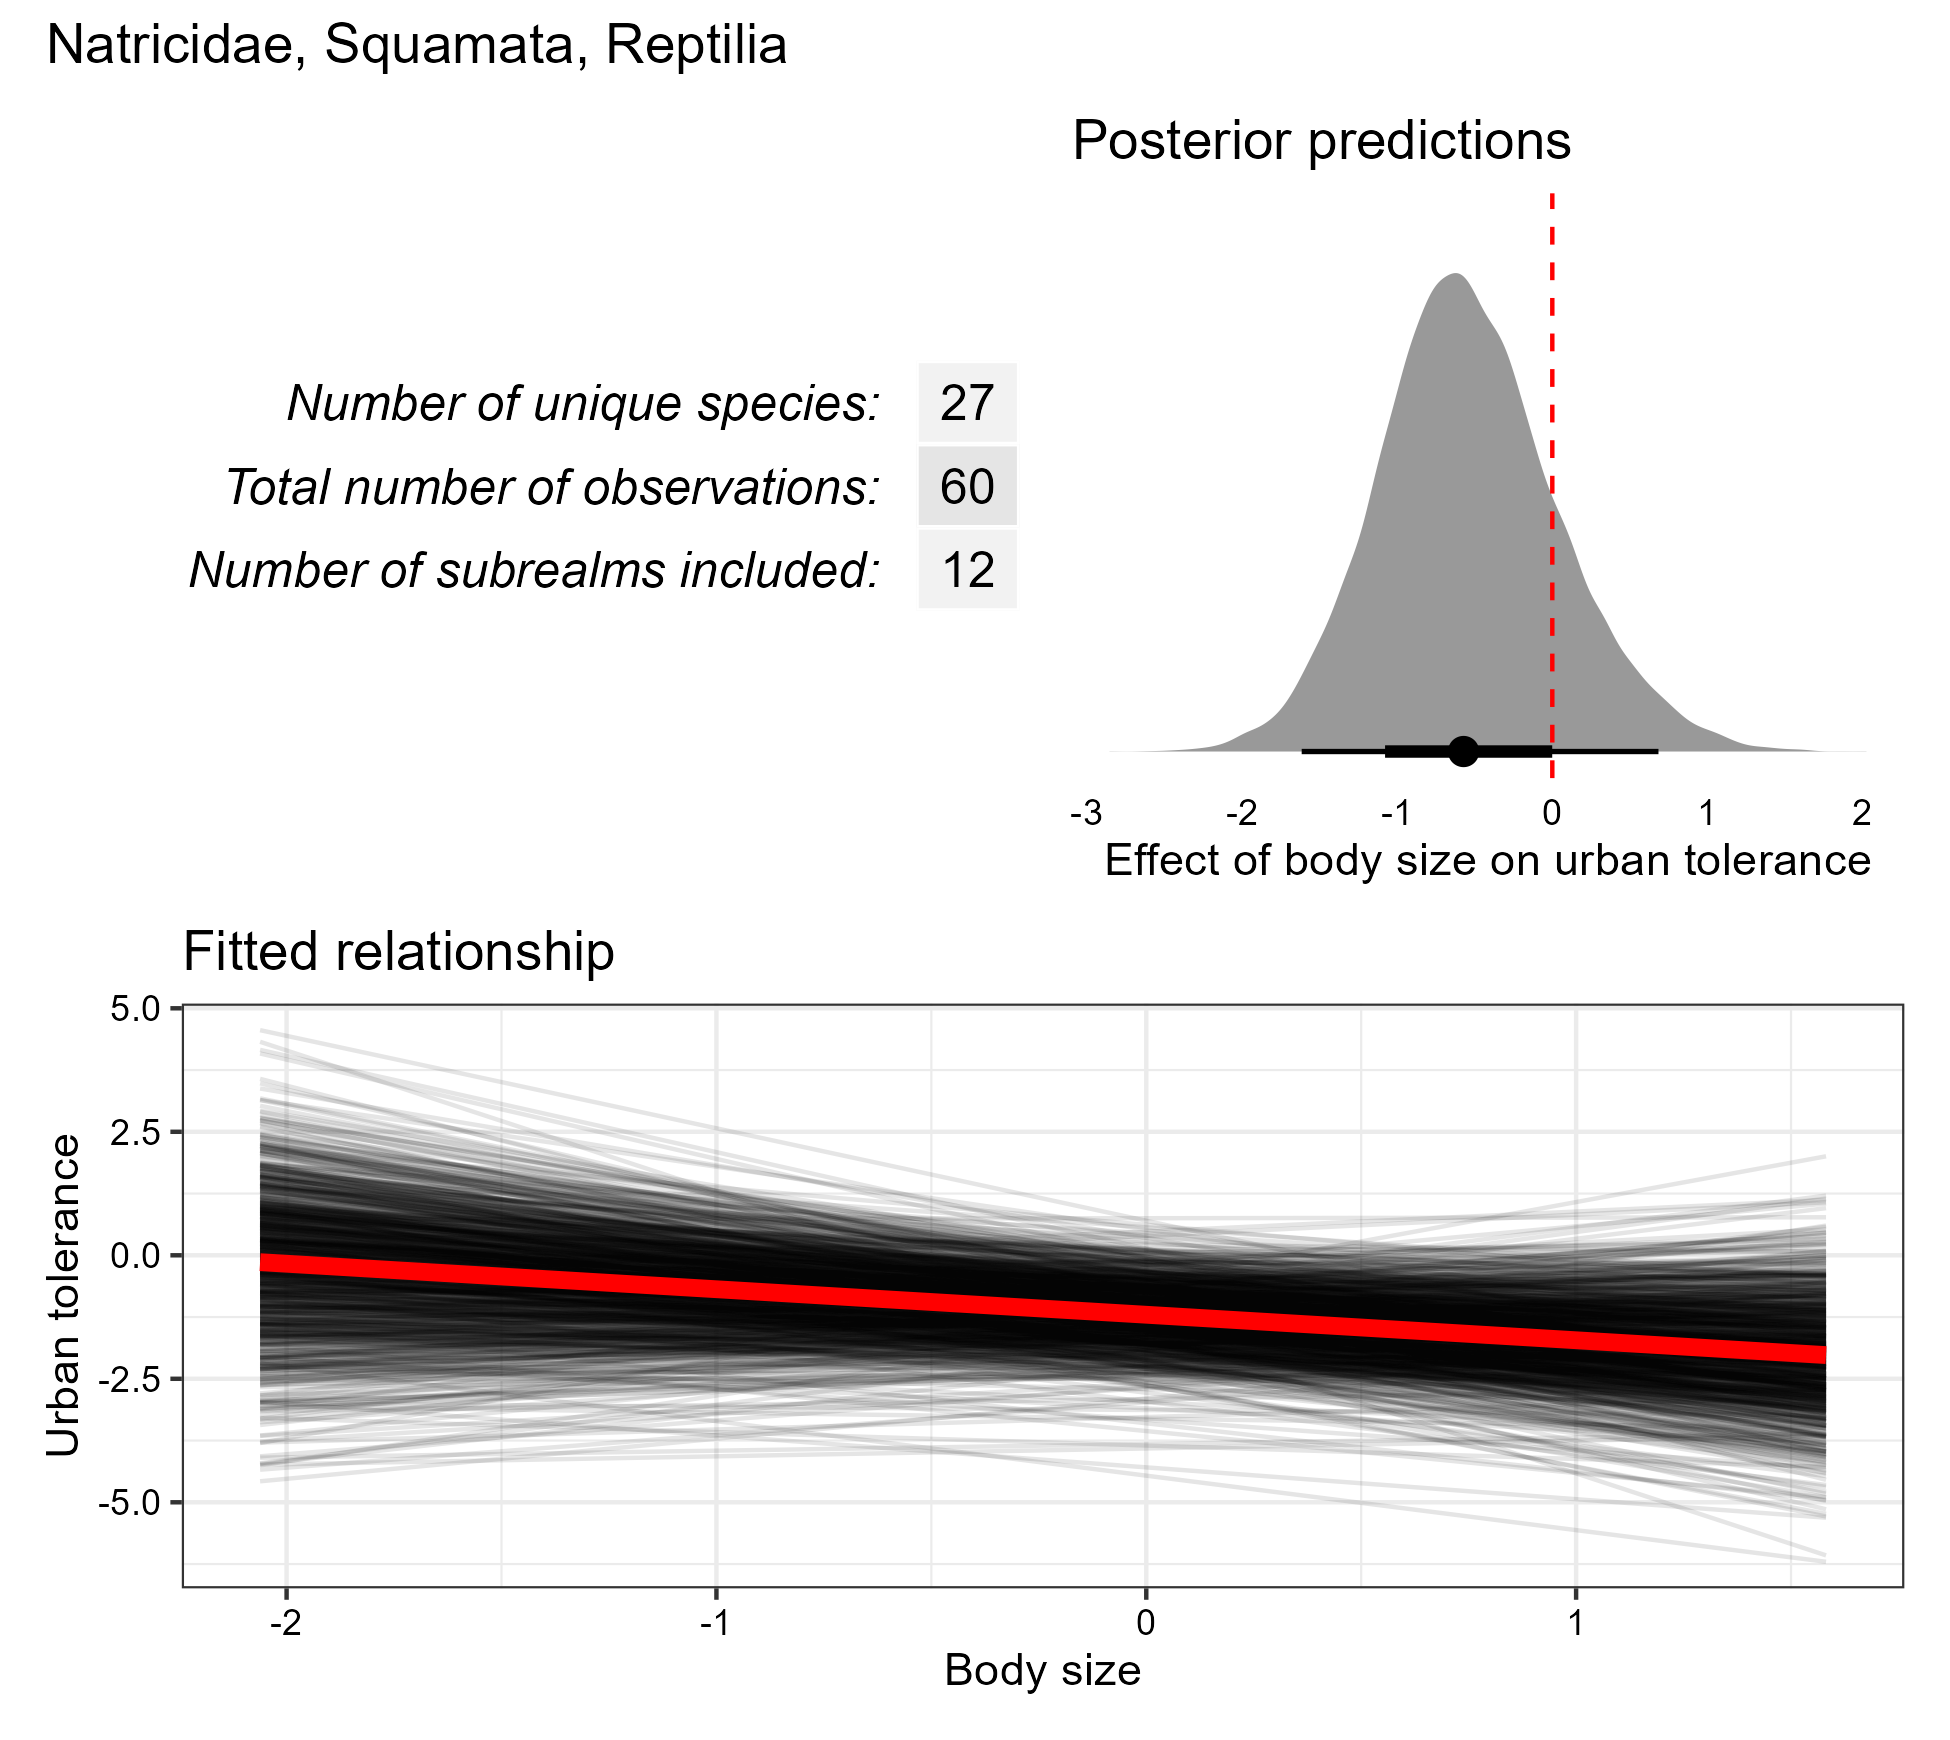 Natricidae, Squamata, Reptilia
Number of unique species: 27
Total number of observations: 60
Number of subrealms included: 12
Posterior predictions
-3 -2 -1 0 1 2
Effect of body size on urban tolerance
Fitted relationship
Urban tolerance
5.0
2.5
0.0
-2.5
-5.0
-2 -1 0 1
Body size